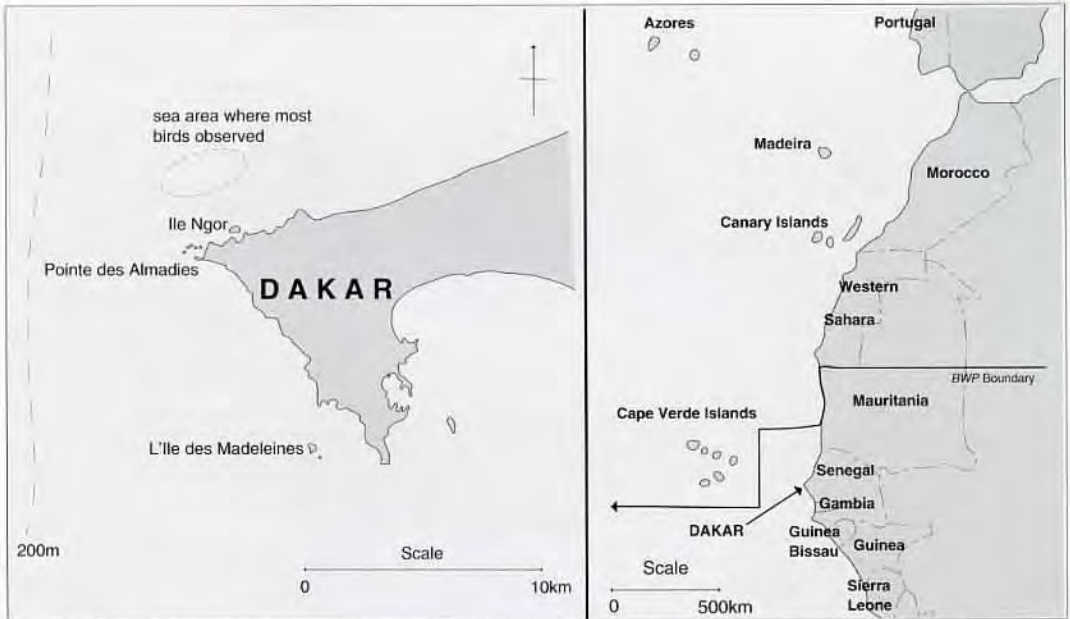 sea area where most
birds observed
Ile Ngor
Pointe des Almadies
DAKAR
L'Ile des Madeleines
200m
Scale
0 10km
Azores
Portugal
Madeira
Morocco
Canary Islands
Western
Sahara
BWP Boundary
Mauritania
Cape Verde Islands
Senegal
Gambia
DAKAR
Guinea
Bissau
Guinea
Scale
Sierra
Leone
0 500km